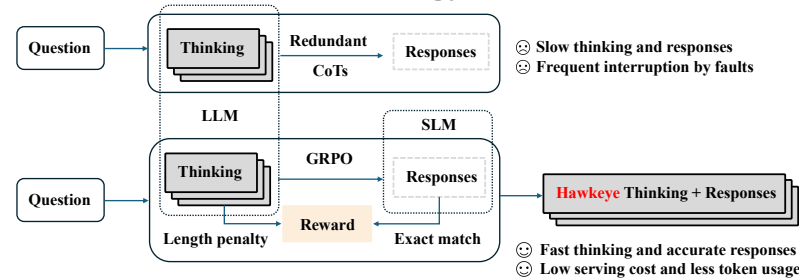 Question
Thinking
Redundant
CoTs
Responses
Slow thinking and responses
Frequent interruption by faults
LLM
SLM
Question
Thinking
GRPO
Responses
Reward
Length penalty
Exact match
Hawkeye Thinking + Responses
Fast thinking and accurate responses
Low serving cost and less token usage